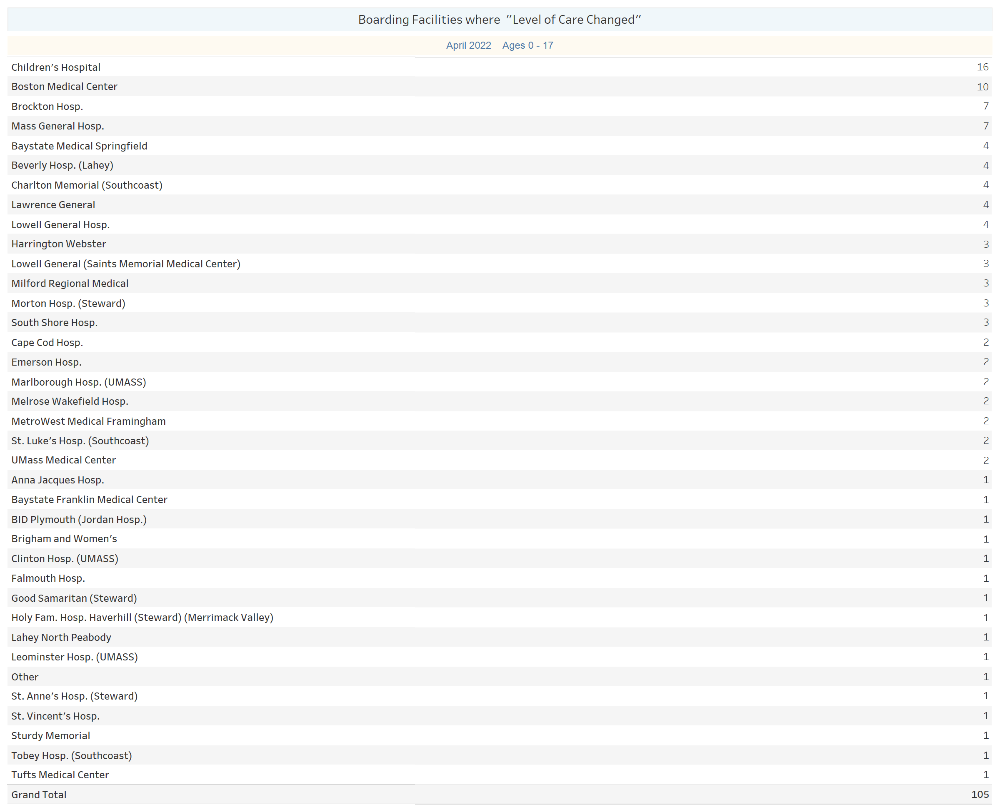 Boarding Facilities where "Level of Care Changed"
April 2022 Ages 0 - 17
Children's Hospital 16
Boston Medical Center 10
Brockton Hosp. 7
Mass General Hosp. 7
Baystate Medical Springfield 4
Beverly Hosp. (Lahey) 4
Charlton Memorial (Southcoast) 4
Lawrence General 4
Lowell General Hosp. 4
Harrington Webster 3
Lowell General (Saints Memorial Medical Center) 3
Milford Regional Medical 3
Morton Hosp. (Steward) 3
South Shore Hosp. 3
Cape Cod Hosp. 2
Emerson Hosp. 2
Marlborough Hosp. (UMASS) 2
Melrose Wakefield Hosp. 2
MetroWest Medical Framingham 2
St. Luke's Hosp. (Southcoast) 2
UMass Medical Center 2
Anna Jacques Hosp. 1
Baystate Franklin Medical Center 1
BID Plymouth (Jordan Hosp.) 1
Brigham and Women's 1
Clinton Hosp. (UMASS) 1
Falmouth Hosp. 1
Good Samaritan (Steward) 1
Holy Fam. Hosp. Haverhill (Steward) (Merrimack Valley) 1
Lahey North Peabody 1
Leominster Hosp. (UMASS) 1
Other 1
St. Anne's Hosp. (Steward) 1
St. Vincent's Hosp. 1
Sturdy Memorial 1
Tobey Hosp. (Southcoast) 1
Tufts Medical Center 1
Grand Total 105